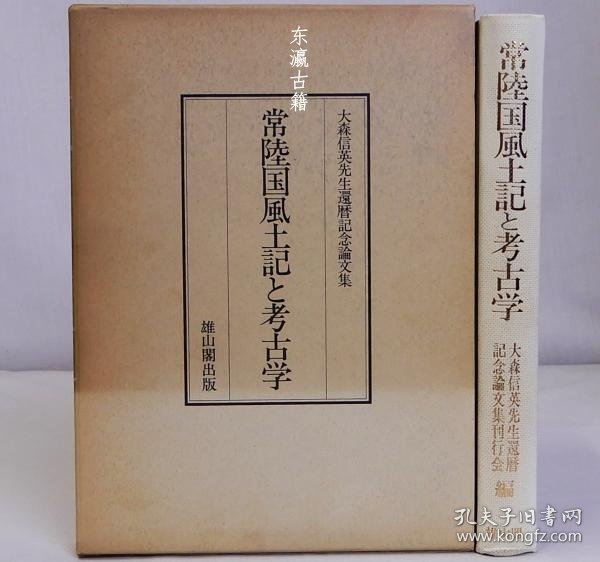 东瀛古籍
大森信英先生還暦記念論文集
常陸国風土記と考古学
雄山閣出版
常陸国風土記と考古学
大森信英先生還暦
記念論文集刊行会 編
孔夫子旧书网
www.kongfz.com